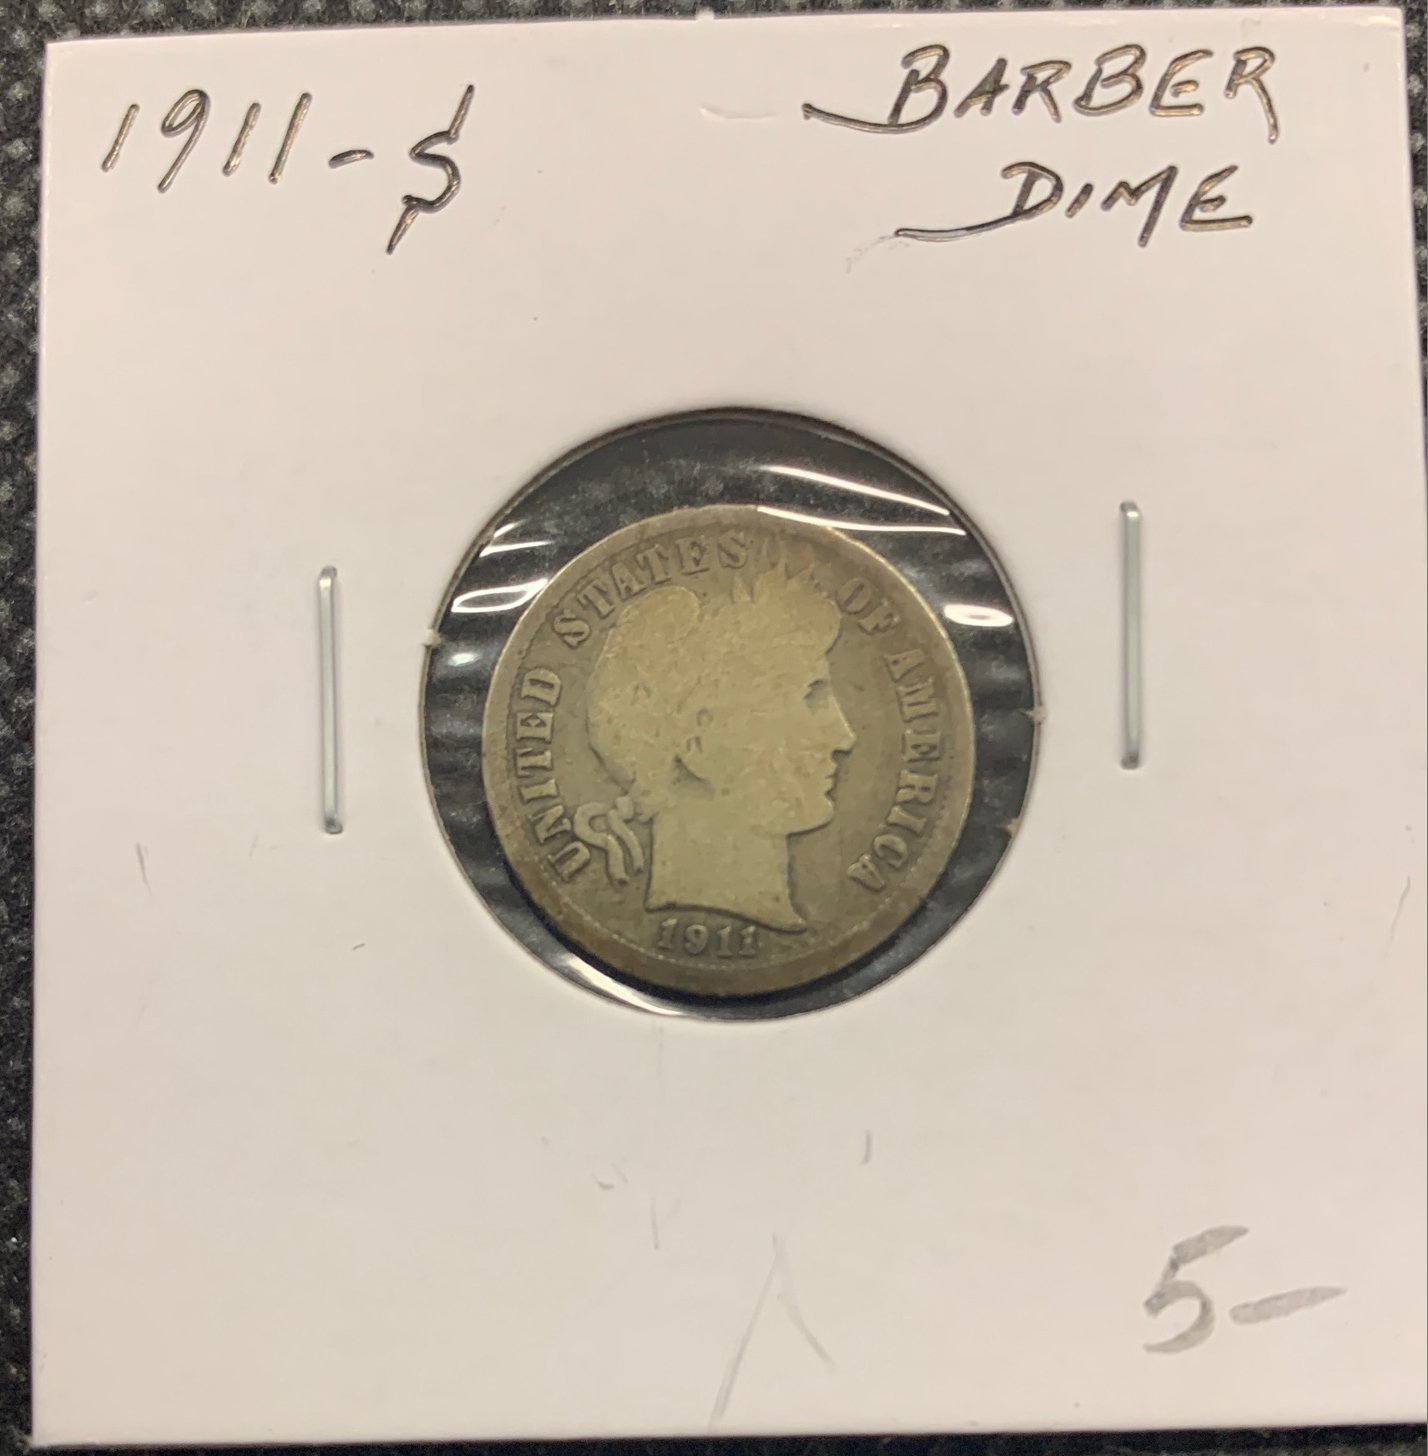 1911-S
BARBER
DIME
UNITED STATES OF AMERICA
1911
5-